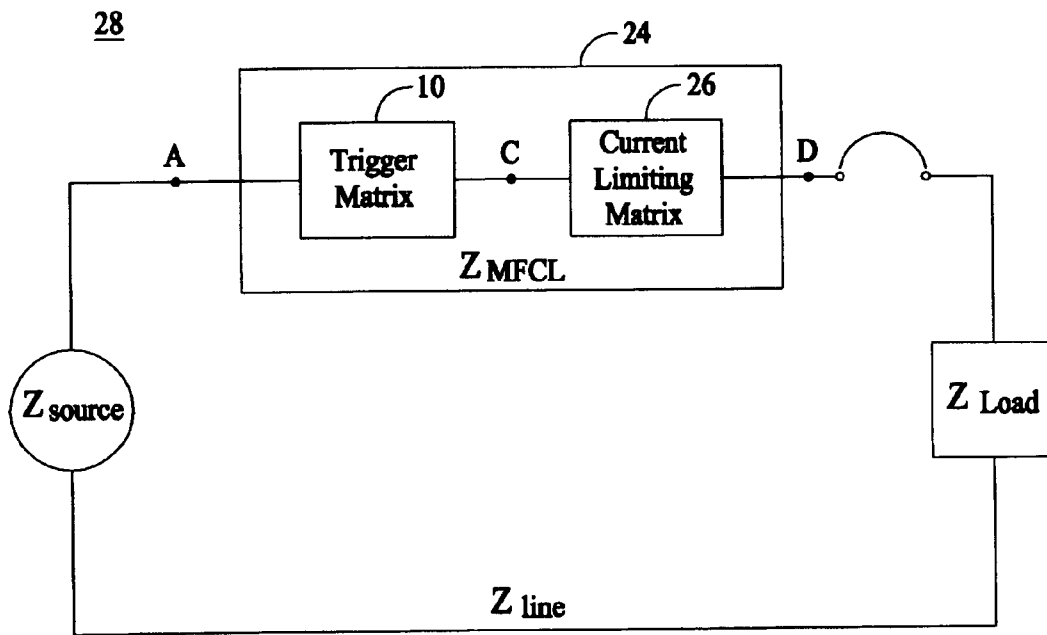 28
24
10
26
A
Trigger
Matrix
C
Current
Limiting
Matrix
D
Z MFCL
Z source
Z Load
Z line